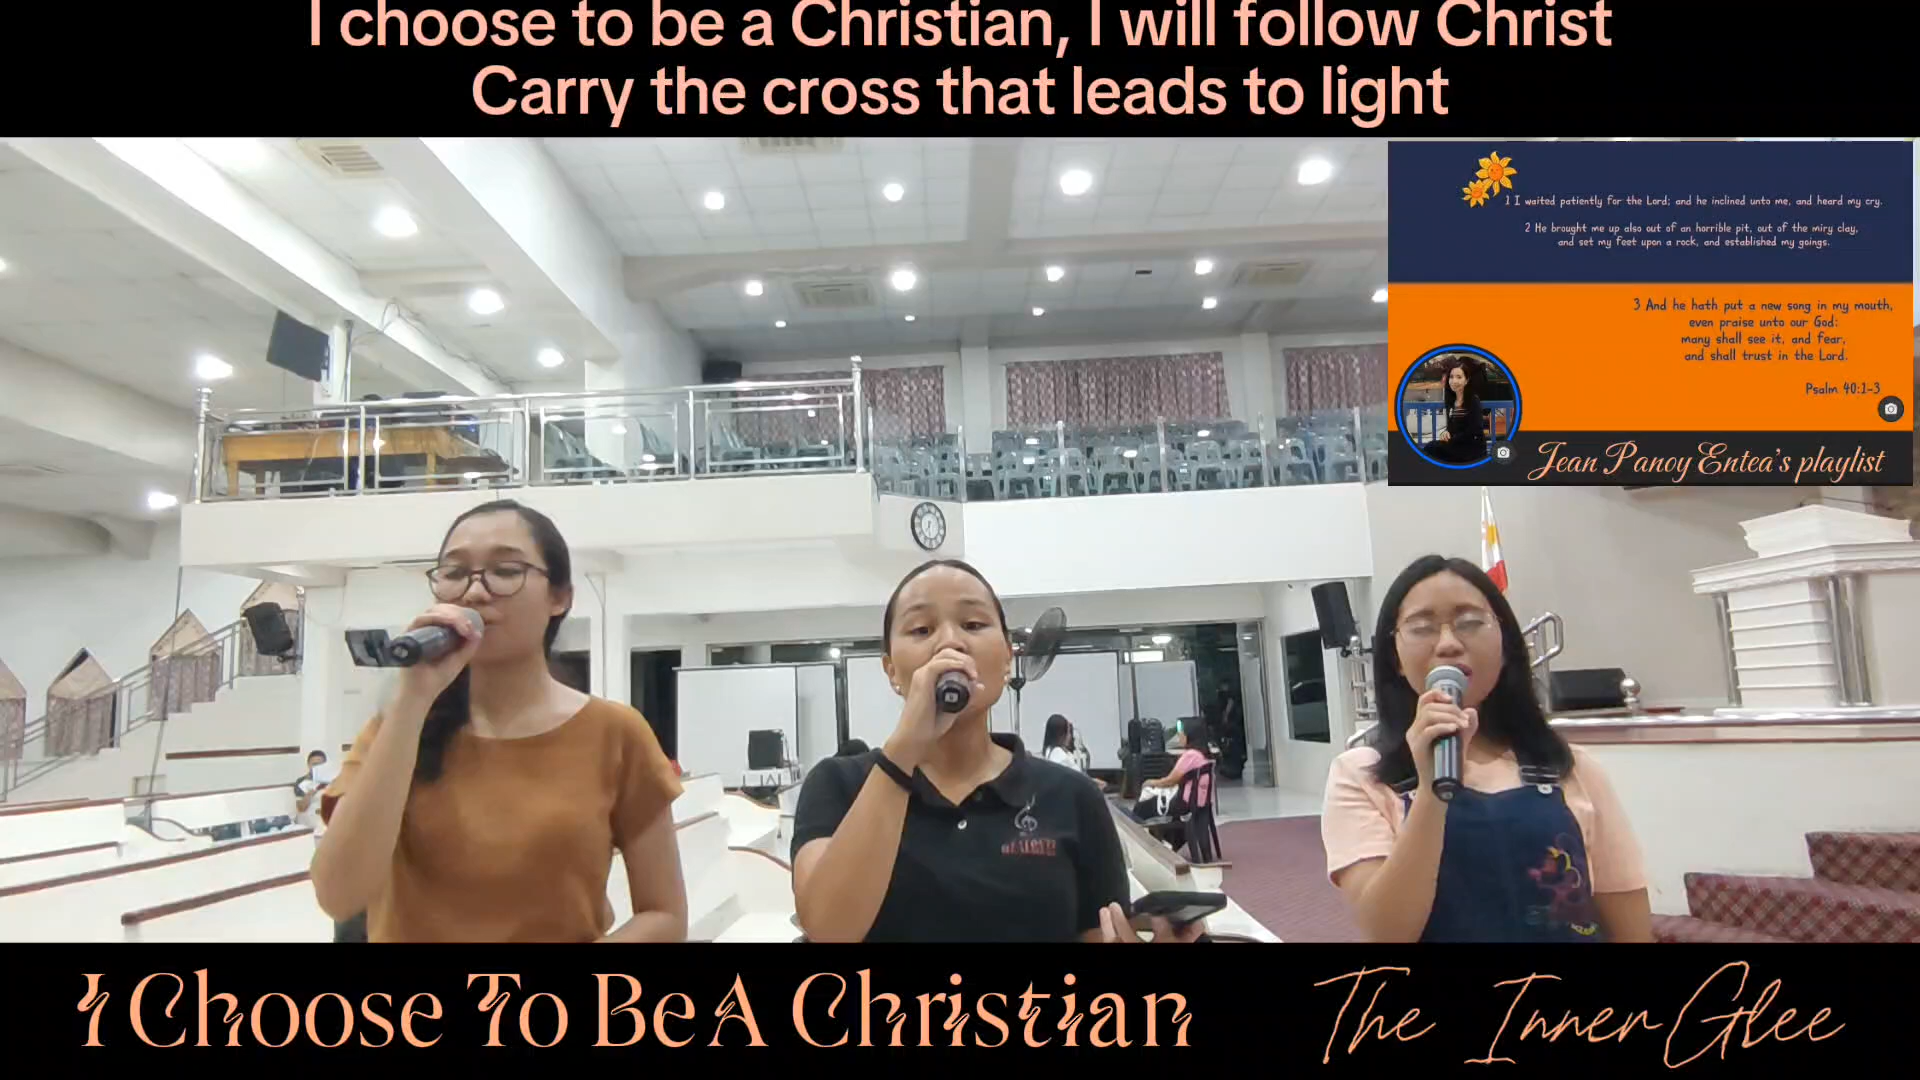 I choose to be a Christian, I will follow Christ
Carry the cross that leads to light
1 I waited patiently for the Lord; and he inclined unto me, and heard my cry.
2 He brought me up also out of an horrible pit, out of the miry clay,
and set my feet upon a rock, and established my goings.
3 And he hath put a new song in my mouth,
even praise unto our God:
many shall see it, and fear,
and shall trust in the Lord.
Psalm 40:1-3
Jean Panoy Entea's playlist
I Choose To Be A Christian
The InnerGlee